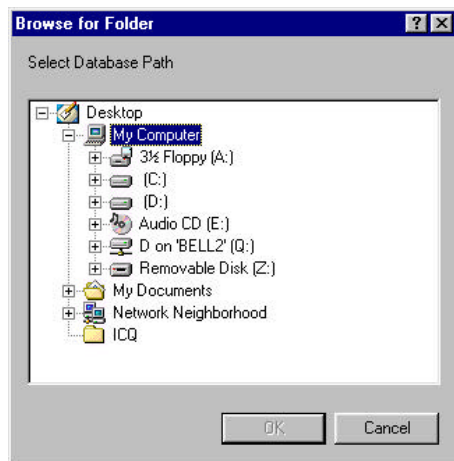 Browse for Folder
Select Database Path
Desktop
My Computer
3½ Floppy (A:)
(C:)
(D:)
Audio CD (E:)
D on 'BELL2' (Q:)
Removable Disk (Z:)
My Documents
Network Neighborhood
ICQ
OK Cancel